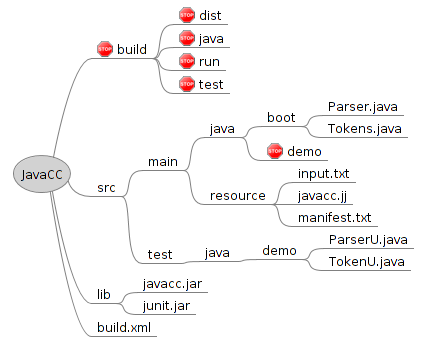 JavaCC
STOP build
STOP dist
STOP java
STOP run
STOP test
src
main
java
boot
Parser.java
Tokens.java
STOP demo
resource
input.txt
javacc.jj
manifest.txt
test
java
demo
ParserU.java
TokenU.java
lib
javacc.jar
junit.jar
build.xml